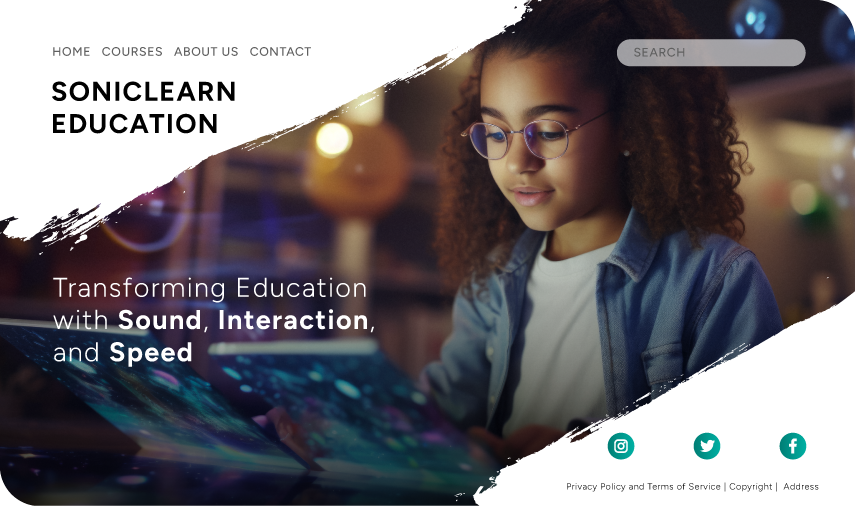 HOME COURSES ABOUT US CONTACT
SEARCH
SONICLEARN
EDUCATION
Transforming Education
with Sound, Interaction,
and Speed
Privacy Policy and Terms of Service | Copyright | Address